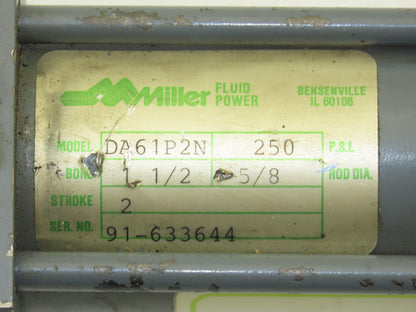 Miller FLUID POWER
BENSENVILLE
IL 60106
MODEL DA61P2N 250 P.S.I.
BORE 1 1/2 5/8 ROD DIA.
STROKE 2
SER. NO. 91-633644